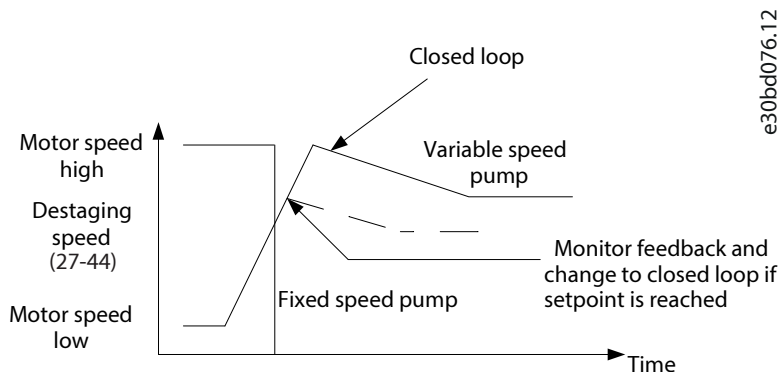 e30bd076.12
Closed loop
Motor speed
high
Variable speed
pump
Destaging
speed
(27-44)
Monitor feedback and
change to closed loop if
setpoint is reached
Fixed speed pump
Motor speed
low
Time